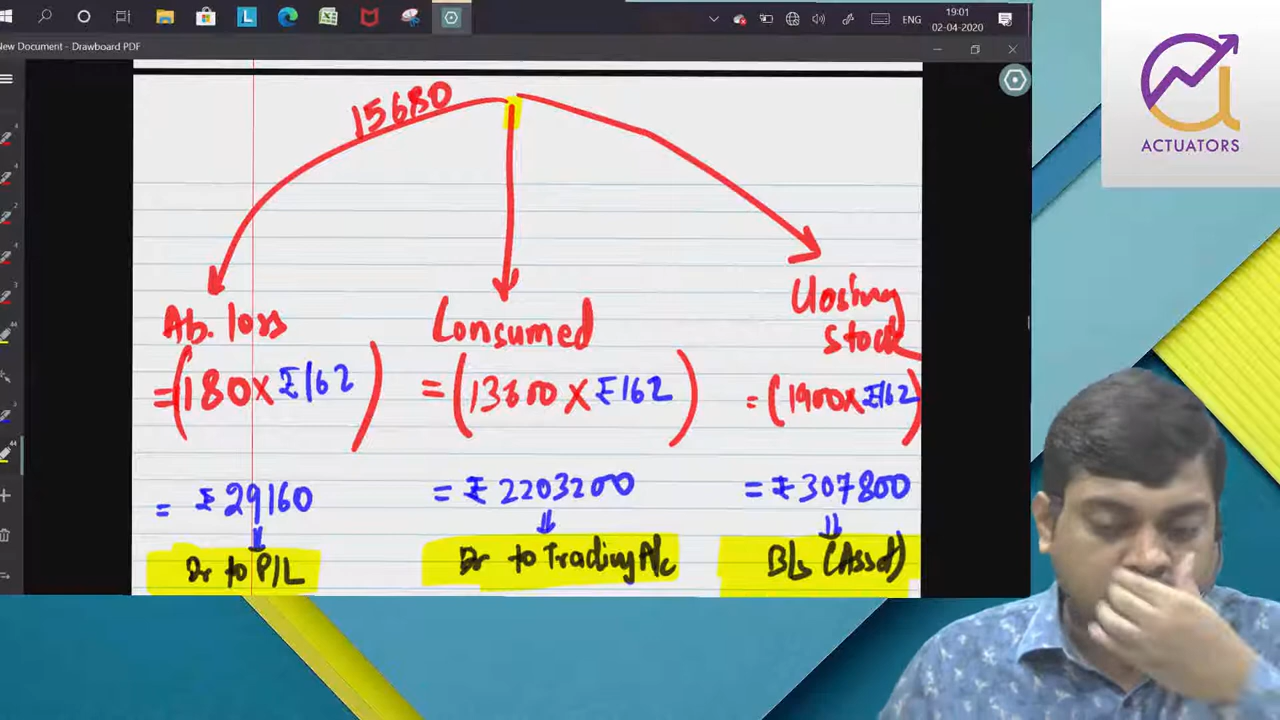 ENG
19:01
02-04-2020
New Document - Drawboard PDF
ACTUATORS
15680
Ab. loss
Consumed
Closing
stock
=(180×₹162)
=(13600×₹162)
=(1900×₹162)
= ₹29160
= ₹2203200
= ₹307800
Dr to P/L
Dr to Trading A/c
B/s (Asset)